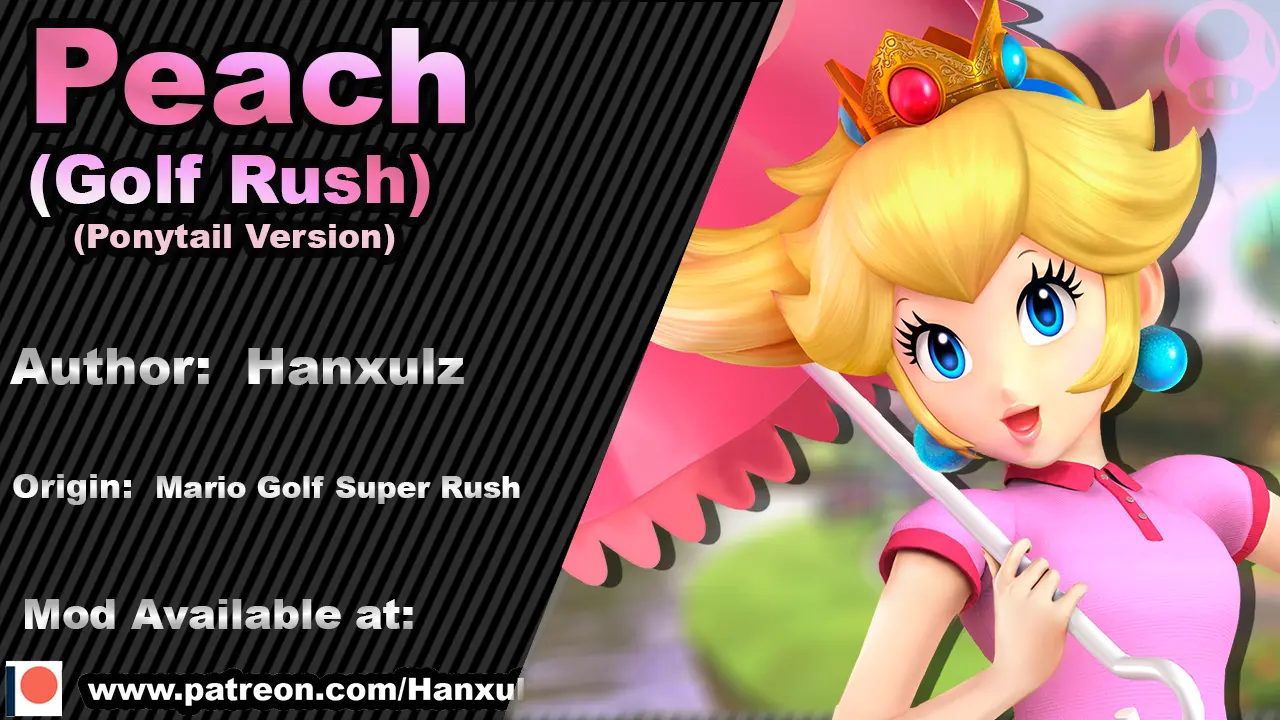 Peach
(Golf Rush)
(Ponytail Version)
Author: Hanxulz
Origin: Mario Golf Super Rush
Mod Available at:
www.patreon.com/Hanxul